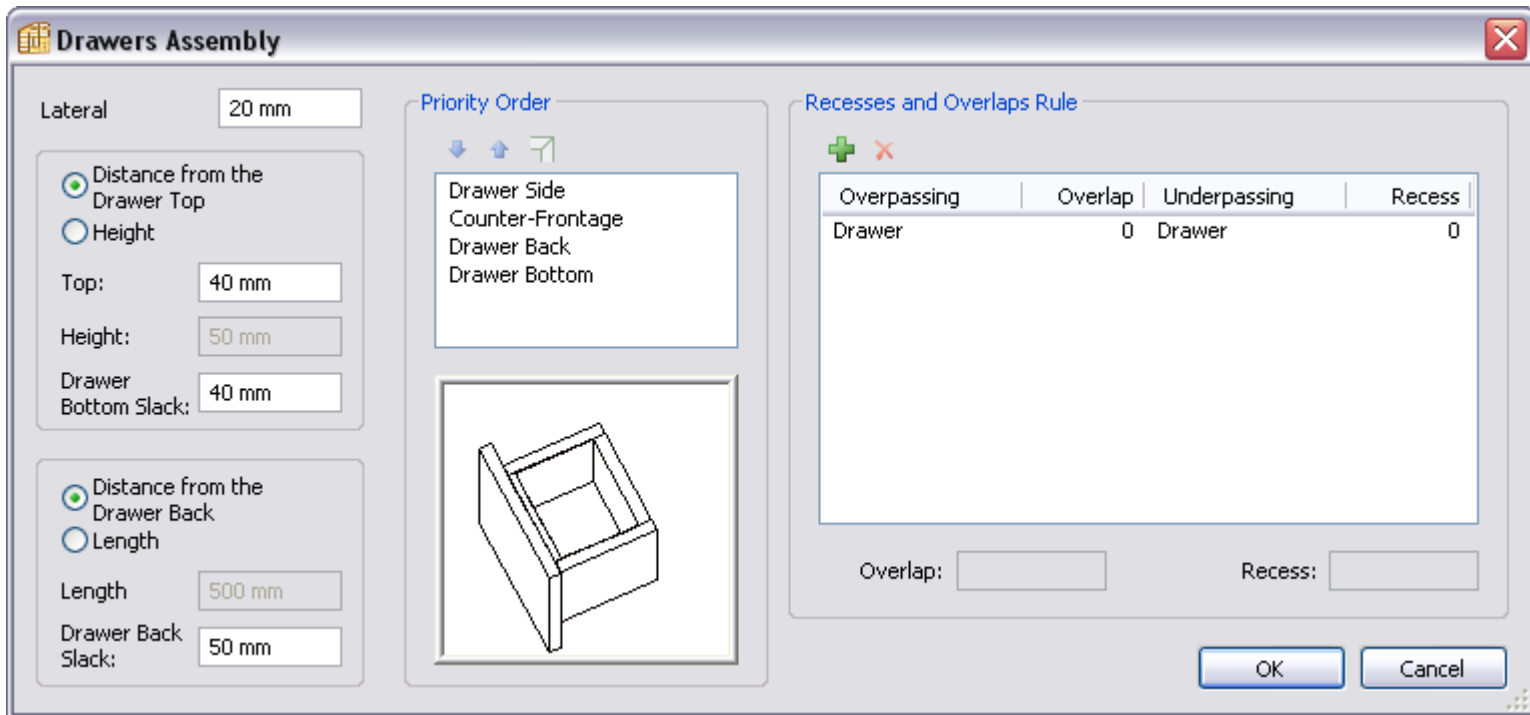 Drawers Assembly
Lateral
20 mm
Distance from the
Drawer Top
Height
Top:
40 mm
Height:
50 mm
Drawer
Bottom Slack:
40 mm
Distance from the
Drawer Back
Length
Length
500 mm
Drawer Back
Slack:
50 mm
Priority Order
Drawer Side
Counter-Frontage
Drawer Back
Drawer Bottom
Recesses and Overlaps Rule
Overpassing Overlap Underpassing Recess
Drawer 0 Drawer 0
Overlap: Recess:
OK Cancel